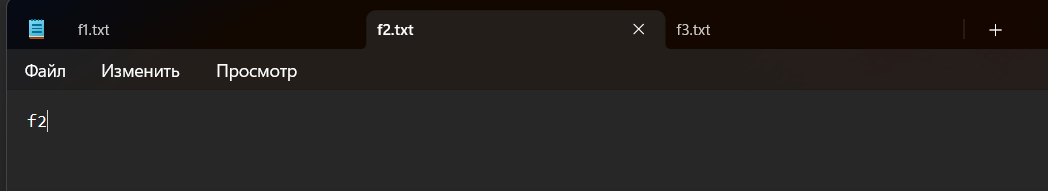 f1.txt f2.txt f3.txt
Файл Изменить Просмотр
f2